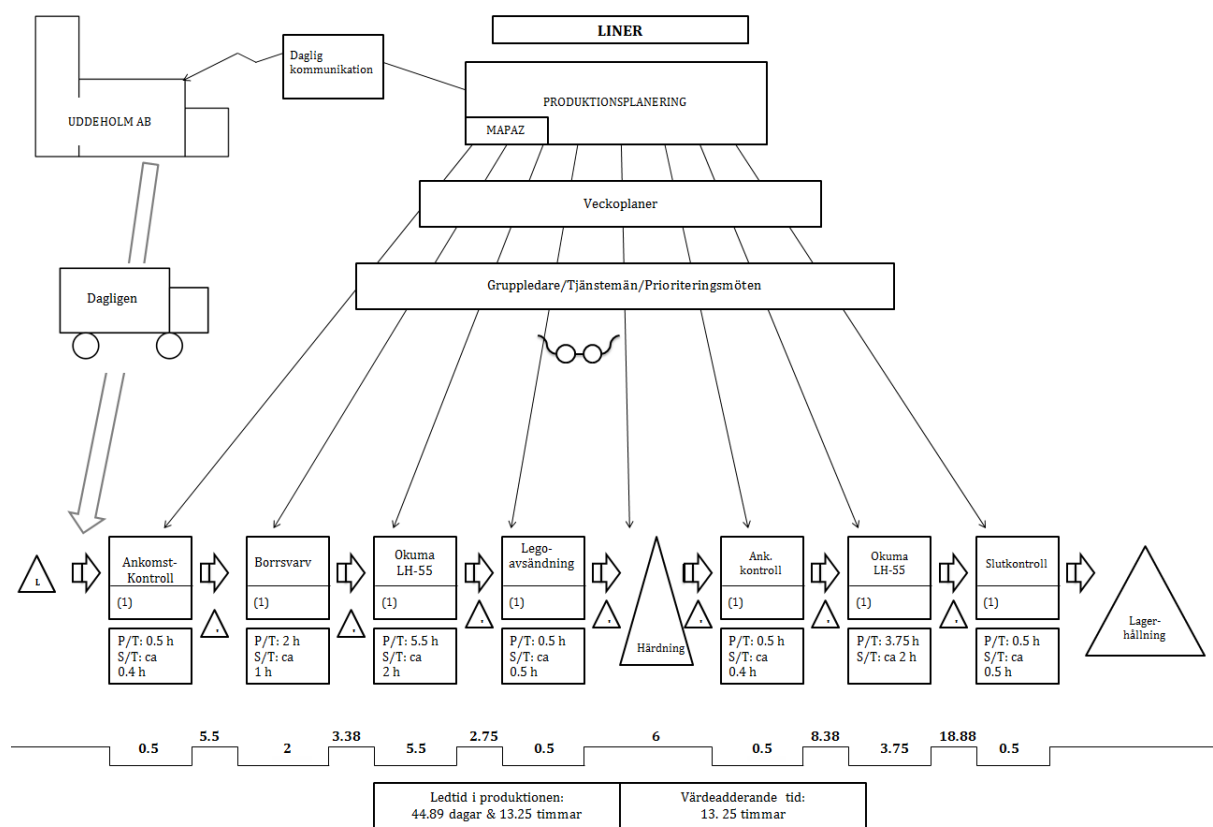 LINER
Daglig
kommunikation
PRODUKTIONSPLANERING
MAPAZ
UDDEHOLM AB
Veckoplaner
Gruppledare/Tjänstemän/Prioriteringsmöten
Dagligen
L
Ankomst-
Kontroll
(1)
P/T: 0.5 h
S/T: ca
0.4 h
Borrsvarv
(1)
P/T: 2 h
S/T: ca
1 h
Okuma
LH-55
(1)
P/T: 5.5 h
S/T: ca
2 h
Lego-
avsändning
(1)
P/T: 0.5 h
S/T: ca
0.5 h
Härdning
Ank.
kontroll
(1)
P/T: 0.5 h
S/T: ca
0.4 h
Okuma
LH-55
(1)
P/T: 3.75 h
S/T: ca 2 h
Slutkontroll
(1)
P/T: 0.5 h
S/T: ca
0.5 h
Lager-
hållning
5.5 3.38 2.75 6 8.38 18.88
0.5 2 5.5 0.5 0.5 3.75 0.5
Ledtid i produktionen:
44.89 dagar & 13.25 timmar
Värdeadderande tid:
13. 25 timmar